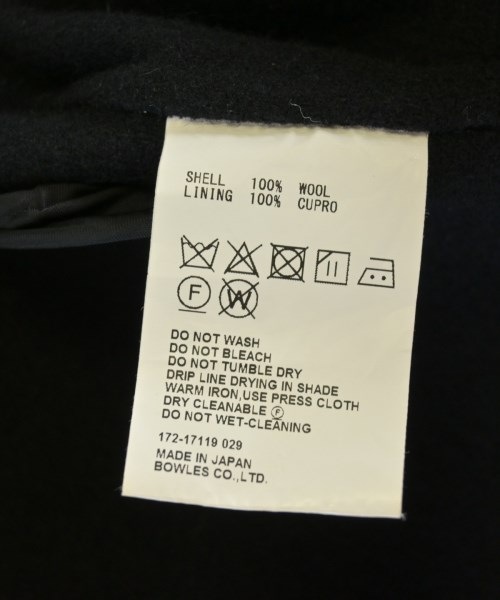 SHELL 100% WOOL
LINING 100% CUPRO
F W
DO NOT WASH
DO NOT BLEACH
DO NOT TUMBLE DRY
DRIP LINE DRYING IN SHADE
WARM IRON,USE PRESS CLOTH
DRY CLEANABLE Ⓕ
DO NOT WET-CLEANING
172-17119 029
MADE IN JAPAN
BOWLES CO.,LTD.